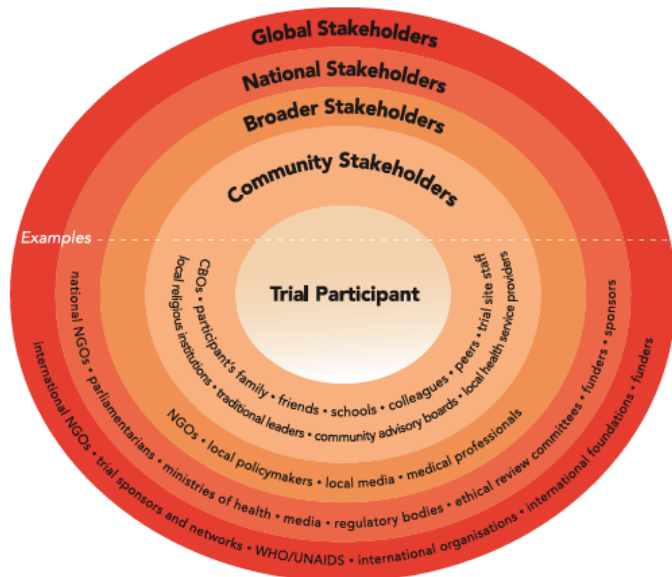 Global Stakeholders
National Stakeholders
Broader Stakeholders
Community Stakeholders
Examples
Trial Participant
CBOs • participant's family • friends • schools • colleagues • peers • trial site staff
local religious institutions • traditional leaders • community advisory boards • local health service providers
NGOs • local policymakers • local media • medical professionals
national NGOs • parliamentarians • ministries of health • media • regulatory bodies • ethical review committees • funders • sponsors
international NGOs • trial sponsors and networks • WHO/UNAIDS • international organisations • international foundations • funders